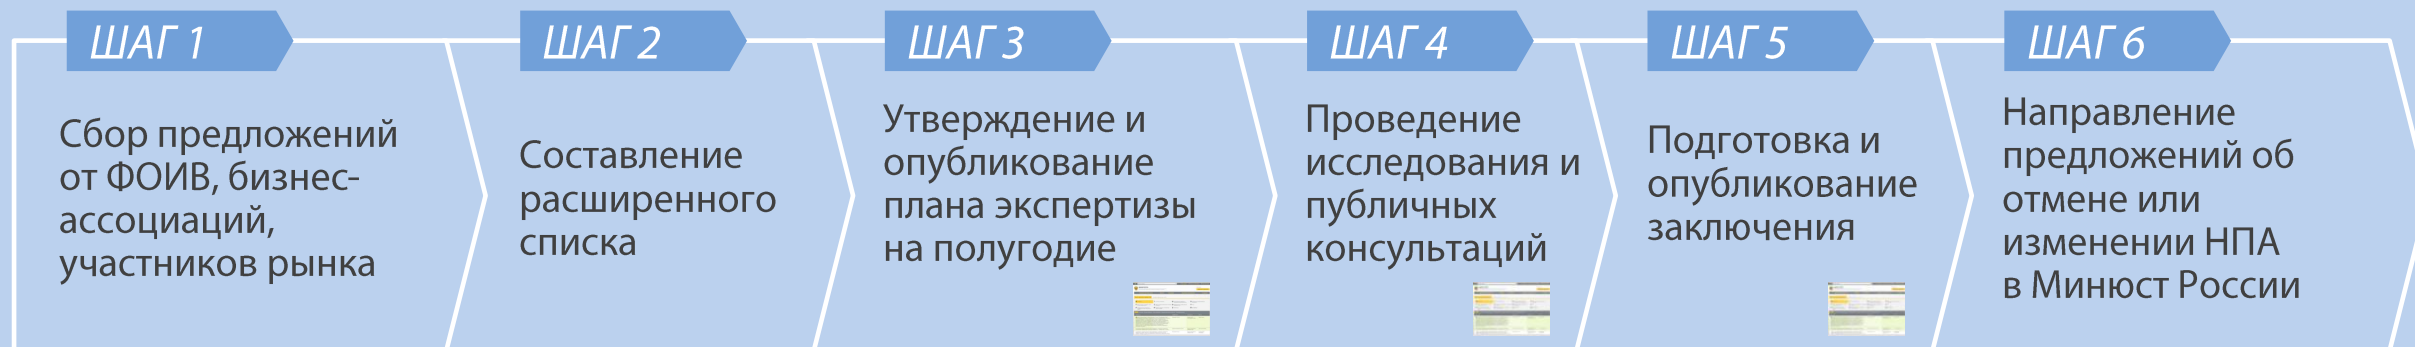 ШАГ 1
Сбор предложений
от ФОИВ, бизнес-
ассоциаций,
участников рынка
ШАГ 2
Составление
расширенного
списка
ШАГ 3
Утверждение и
опубликование
плана экспертизы
на полугодие
ШАГ 4
Проведение
исследования и
публичных
консультаций
ШАГ 5
Подготовка и
опубликование
заключения
ШАГ 6
Направление
предложений об
отмене или
изменении НПА
в Минюст России